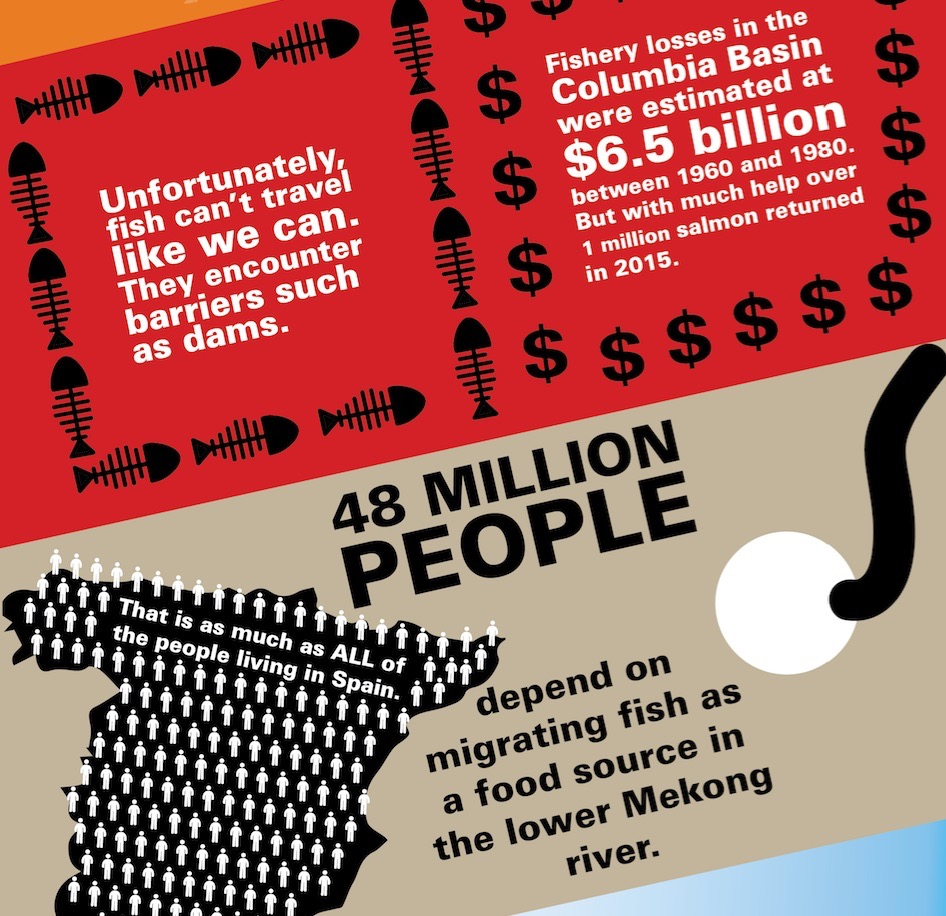 Unfortunately,
fish can't travel
like we can.
They encounter
barriers such
as dams.
Fishery losses in the
Columbia Basin
were estimated at
$6.5 billion
between 1960 and 1980.
But with much help over
1 million salmon returned
in 2015.
48 MILLION
PEOPLE
That is as much as ALL of
the people living in Spain.
depend on
migrating fish as
a food source in
the lower Mekong
river.